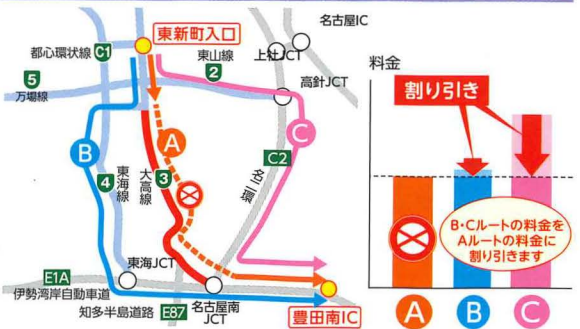 東新町入口
名古屋IC
都心環状線
C1
東山線
2
上社JCT
高針JCT
5
万場線
B
A
C
C2
名二環
4
東海線
大高線
3
東海JCT
E1A
伊勢湾岸自動車道
知多半島道路
E87
名古屋南
JCT
豊田南IC
料金
割り引き
B・Cルートの料金を
Aルートの料金に
割り引きます
A
B
C